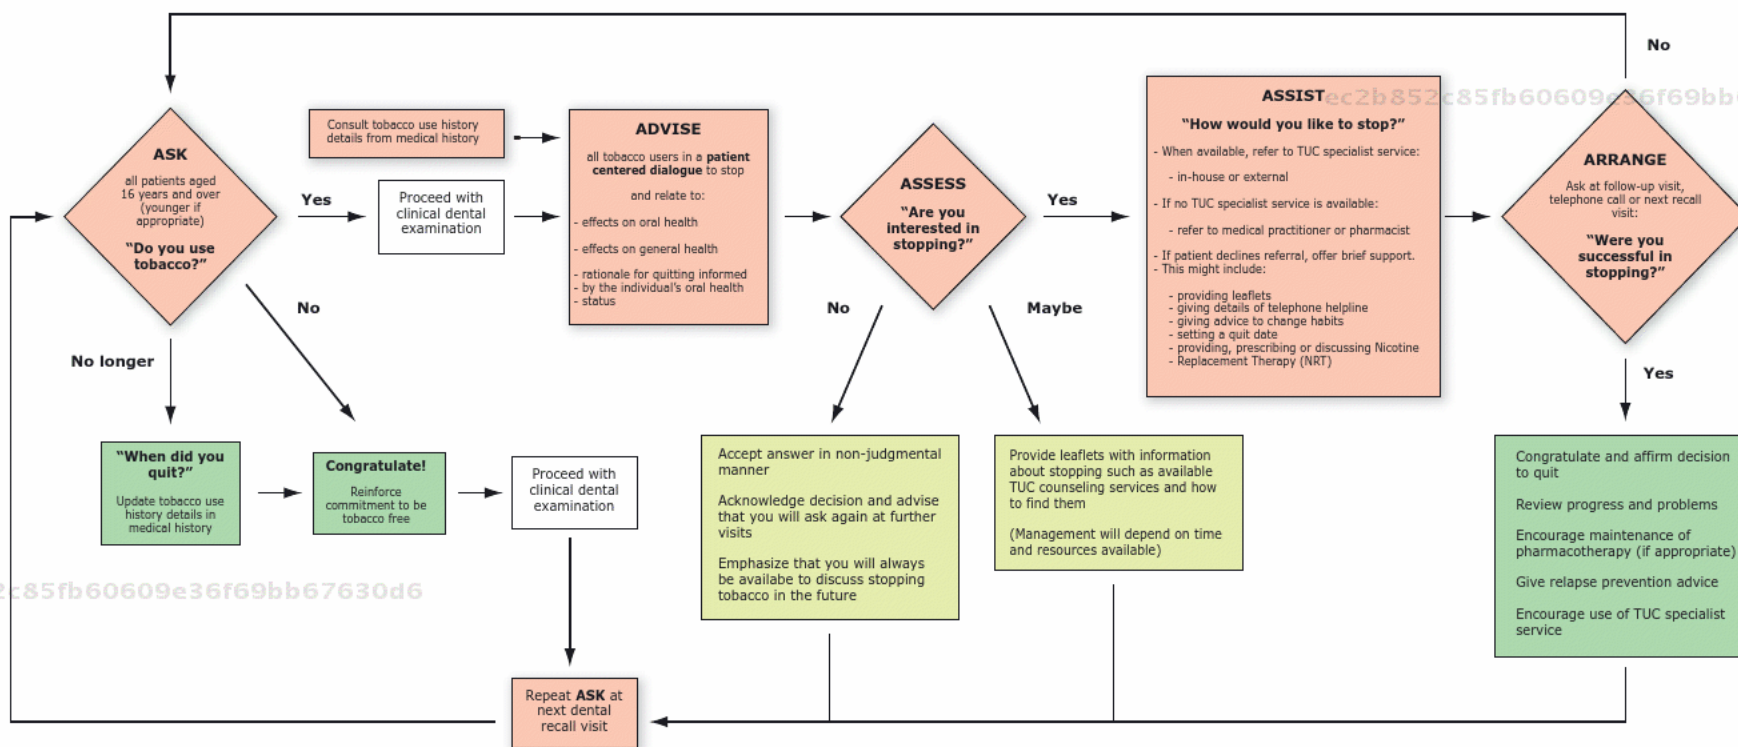 No
ASK
all patients aged
16 years and over
(younger if
appropriate)
“Do you use
tobacco?”
Yes
No
No longer
Consult tobacco use history
details from medical history
Proceed with
clinical dental
examination
ADVISE
all tobacco users in a patient
centered dialogue to stop
and relate to:
- effects on oral health
- effects on general health
- rationale for quitting informed
- by the individual’s oral health
- status
ASSESS
“Are you
interested in
stopping?”
Yes
No
Maybe
ASSIST
“How would you like to stop?”
- When available, refer to TUC specialist service:
- in-house or external
- If no TUC specialist service is available:
- refer to medical practitioner or pharmacist
- If patient declines referral, offer brief support.
- This might include:
- providing leaflets
- giving details of telephone helpline
- giving advice to change habits
- setting a quit date
- providing, prescribing or discussing Nicotine
- Replacement Therapy (NRT)
ARRANGE
Ask at follow-up visit,
telephone call or next recall
visit:
“Were you
successful in
stopping?”
Yes
“When did you
quit?”
Update tobacco use
history details in
medical history
Congratulate!
Reinforce
commitment to be
tobacco free
Proceed with
clinical dental
examination
Accept answer in non-judgmental
manner
Acknowledge decision and advise
that you will ask again at further
visits
Emphasize that you will always
be availabe to discuss stopping
tobacco in the future
Provide leaflets with information
about stopping such as available
TUC counseling services and how
to find them
(Management will depend on time
and resources available)
Congratulate and affirm decision
to quit
Review progress and problems
Encourage maintenance of
pharmacotherapy (if appropriate)
Give relapse prevention advice
Encourage use of TUC specialist
service
Repeat ASK at
next dental
recall visit
ec2b852c85fb60609e36f69bb6
2c85fb60609e36f69bb67630d6